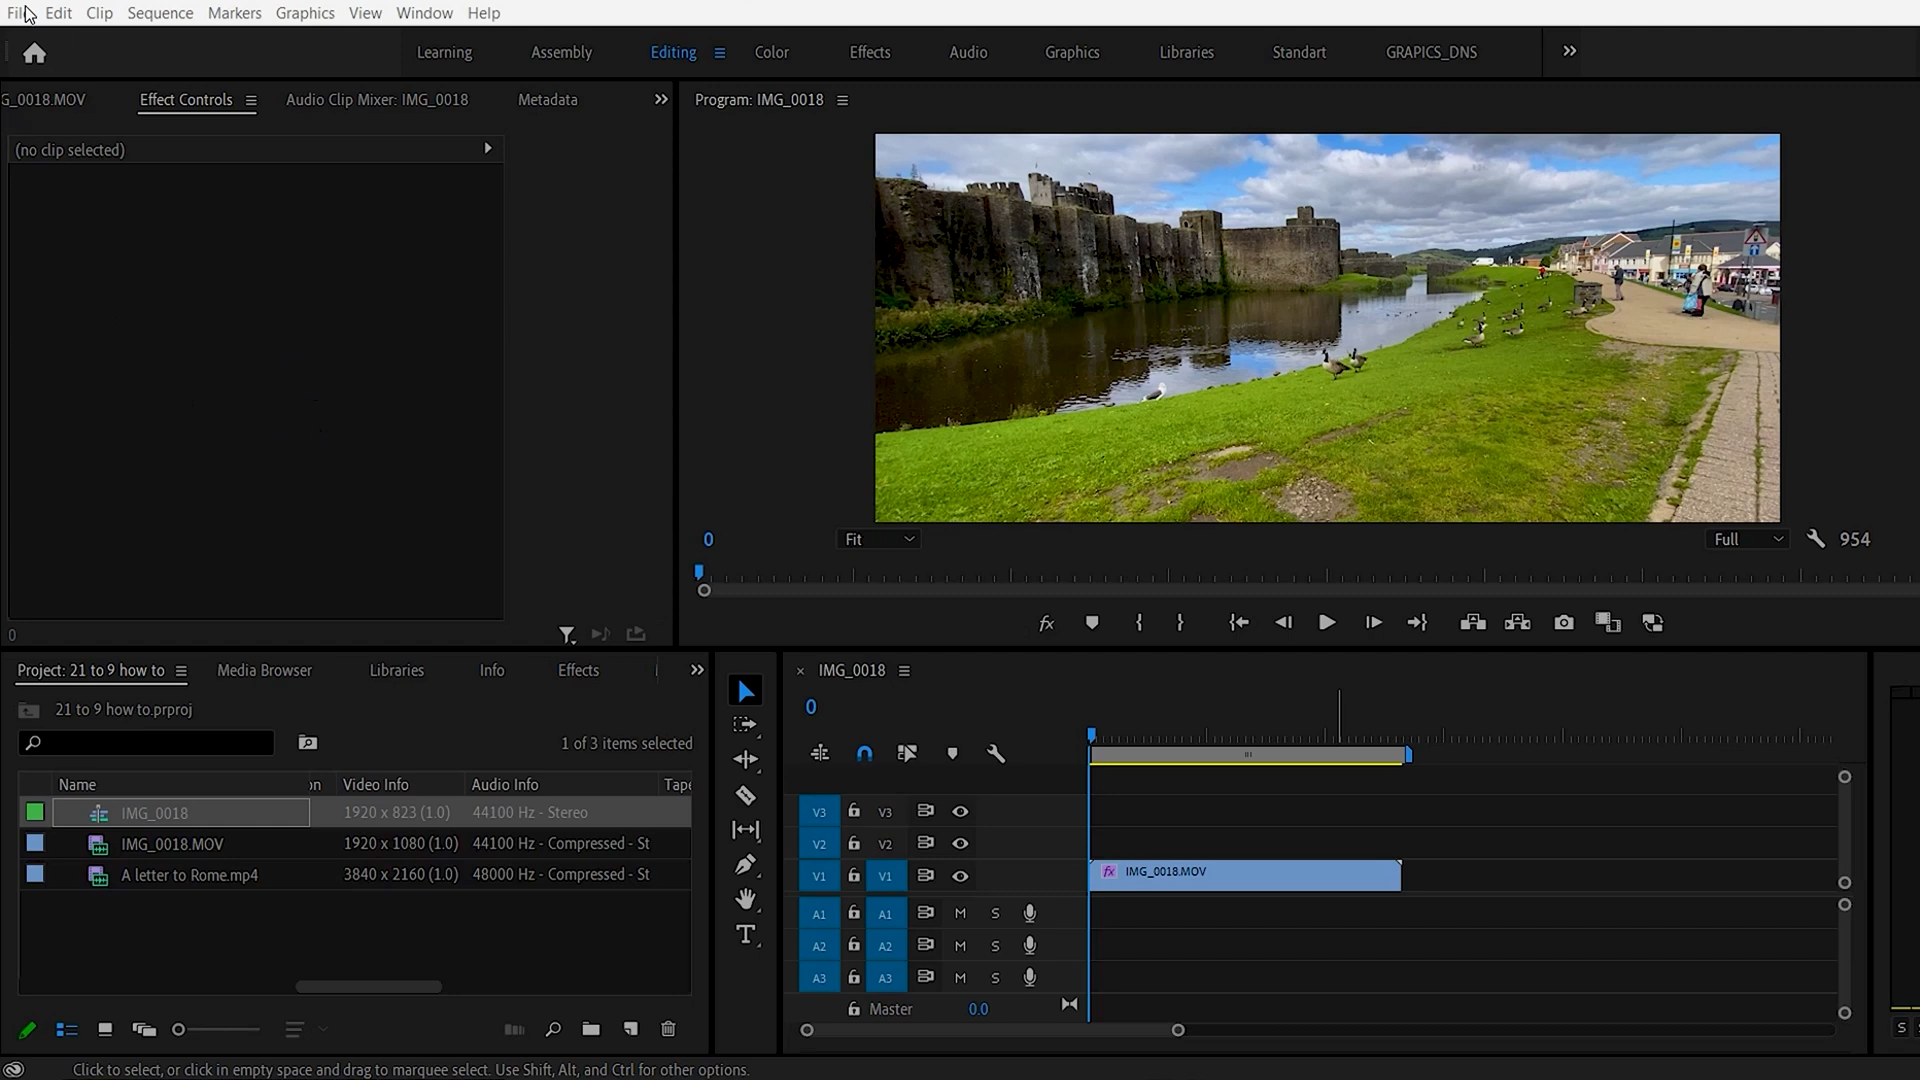 File Edit Clip Sequence Markers Graphics View Window Help
Learning Assembly Editing Color Effects Audio Graphics Libraries Standart GRAPICS_DNS
G_0018.MOV Effect Controls Audio Clip Mixer: IMG_0018 Metadata
Program: IMG_0018
(no clip selected)
0 Fit Full 954
fx
0
Project: 21 to 9 how to Media Browser Libraries Info Effects
21 to 9 how to.prproj
1 of 3 items selected
Name on Video Info Audio Info Tape
IMG_0018 1920 x 823 (1.0) 44100 Hz - Stereo
IMG_0018.MOV 1920 x 1080 (1.0) 44100 Hz - Compressed - St
A letter to Rome.mp4 3840 x 2160 (1.0) 48000 Hz - Compressed - St
T
× IMG_0018
0
V3 V3
V2 V2
V1 V1 fx IMG_0018.MOV
A1 A1 M S
A2 A2 M S
A3 A3 M S
Master 0.0
S S
Click to select, or click in empty space and drag to marquee select. Use Shift, Alt, and Ctrl for other options.